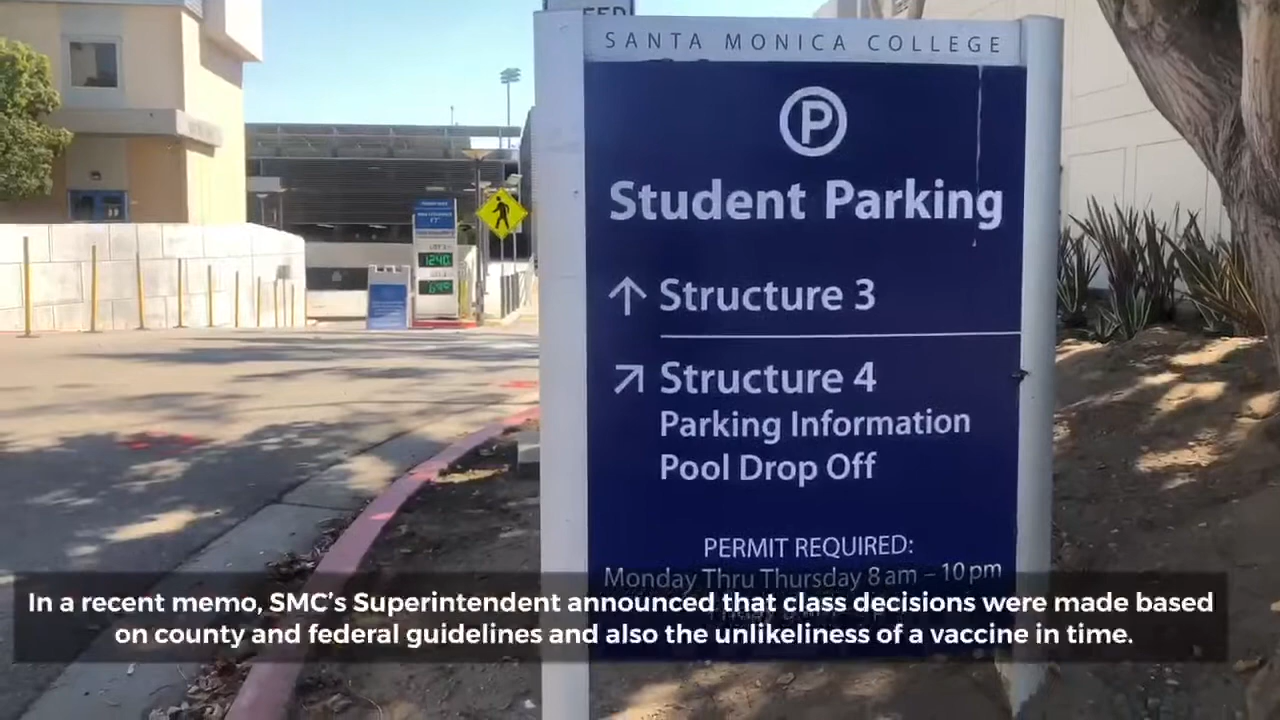 SANTA MONICA COLLEGE
P
Student Parking
Structure 3
Structure 4
Parking Information
Pool Drop Off
PERMIT REQUIRED:
Monday Thru Thursday 8 am – 10 pm
In a recent memo, SMC's Superintendent announced that class decisions were made based
on county and federal guidelines and also the unlikeliness of a vaccine in time.